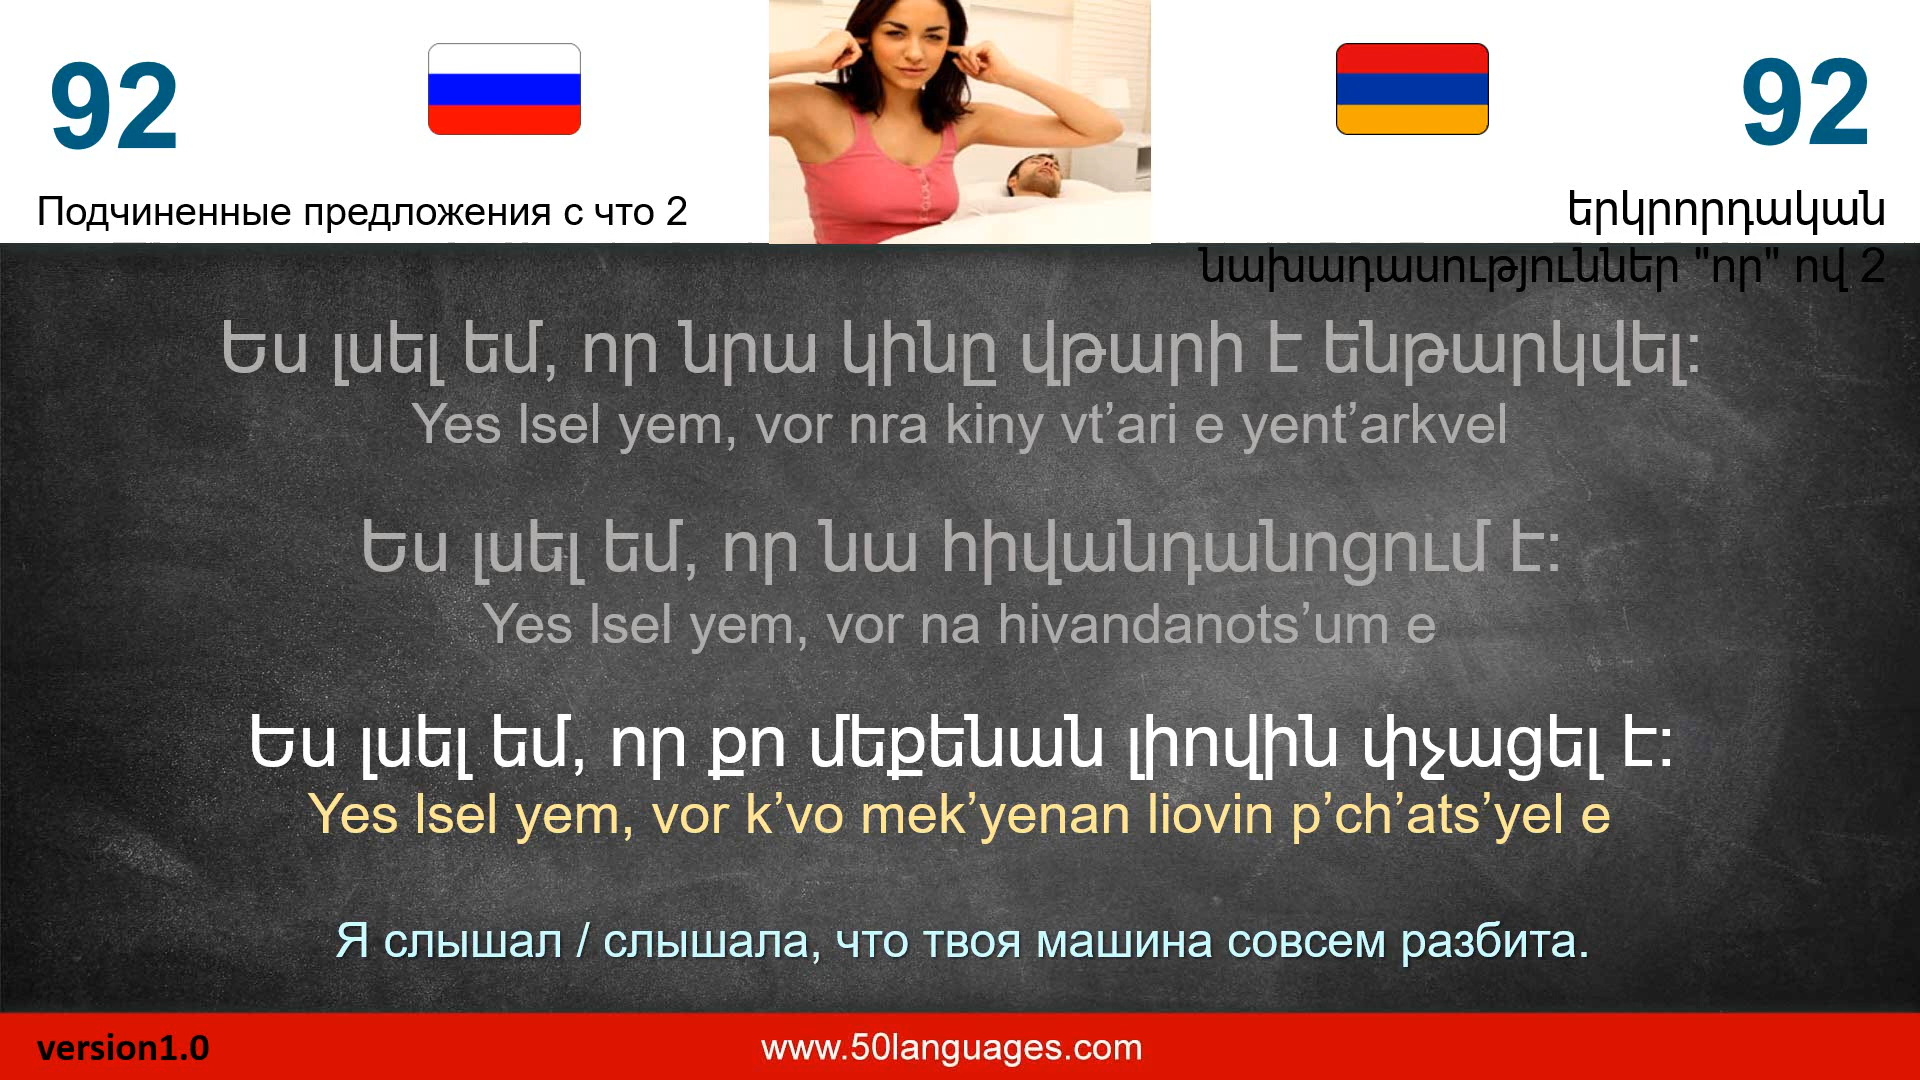 92
92
Подчиненные предложения с что 2
երկրորդական
նախադասություններ "որ" ով 2
Ես լսել եմ, որ նրա կինը վթարի է ենթարկվել:
Yes lsel yem, vor nra kiny vt’ari e yent’arkvel
Ես լսել եմ, որ նա հիվանդանոցում է:
Yes lsel yem, vor na hivandanots’um e
Ես լսել եմ, որ քո մեքենան լիովին փչացել է:
Yes lsel yem, vor k’vo mek’yenan liovin p’ch’ats’yel e
Я слышал / слышала, что твоя машина совсем разбита.
version1.0
www.50languages.com